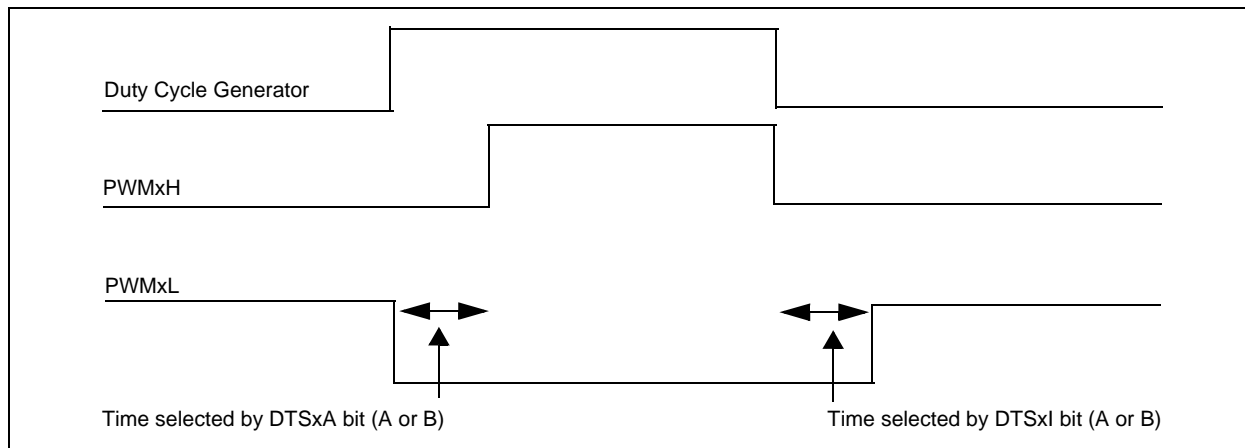 Duty Cycle Generator
PWMxH
PWMxL
Time selected by DTSxA bit (A or B)
Time selected by DTSxI bit (A or B)